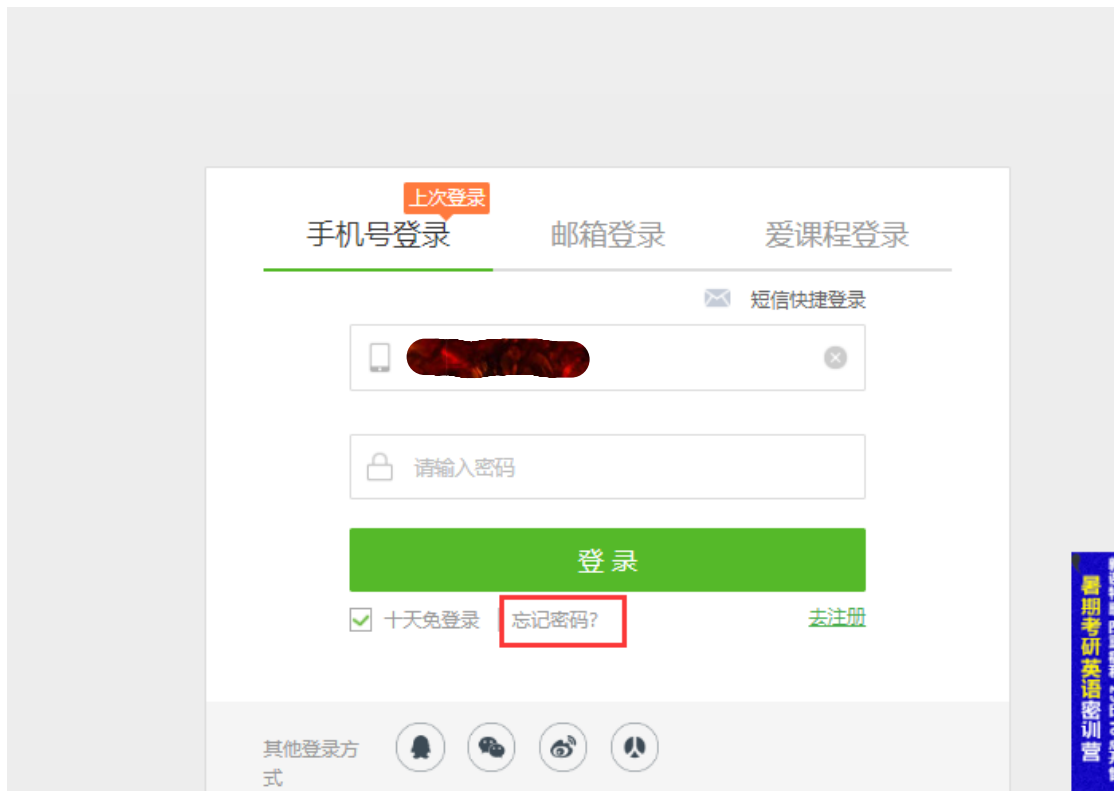 上次登录
手机号登录
邮箱登录
爱课程登录
短信快捷登录
请输入密码
登 录
十天免登录
忘记密码?
去注册
其他登录方
式
暑期考研英语密训营